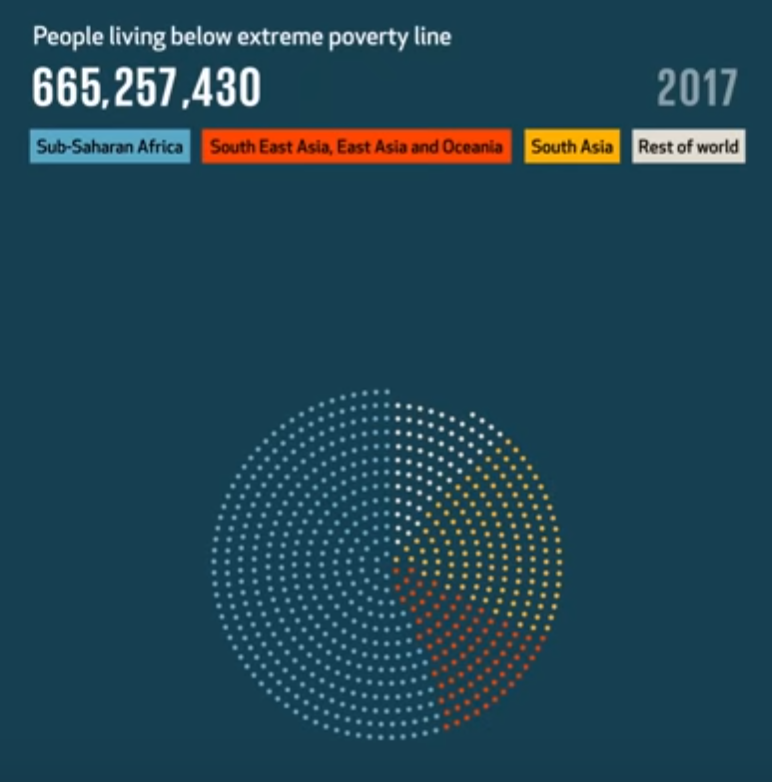 People living below extreme poverty line
665,257,430 2017
Sub-Saharan Africa South East Asia, East Asia and Oceania South Asia Rest of world